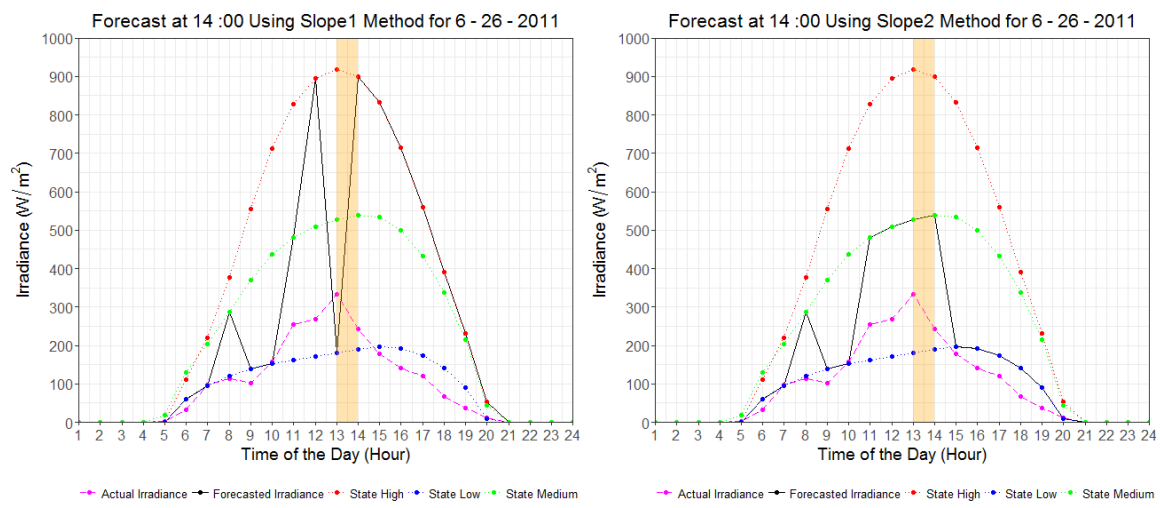 Forecast at 14 :00 Using Slope1 Method for 6 - 26 - 2011
1000
900
800
700
600
500
400
300
200
100
0
Irradiance (W/m²)
1 2 3 4 5 6 7 8 9 10 11 12 13 14 15 16 17 18 19 20 21 22 23 24
Time of the Day (Hour)
Actual Irradiance Forecasted Irradiance State High State Low State Medium
Forecast at 14 :00 Using Slope2 Method for 6 - 26 - 2011
1000
900
800
700
600
500
400
300
200
100
0
Irradiance (W/m²)
1 2 3 4 5 6 7 8 9 10 11 12 13 14 15 16 17 18 19 20 21 22 23 24
Time of the Day (Hour)
Actual Irradiance Forecasted Irradiance State High State Low State Medium